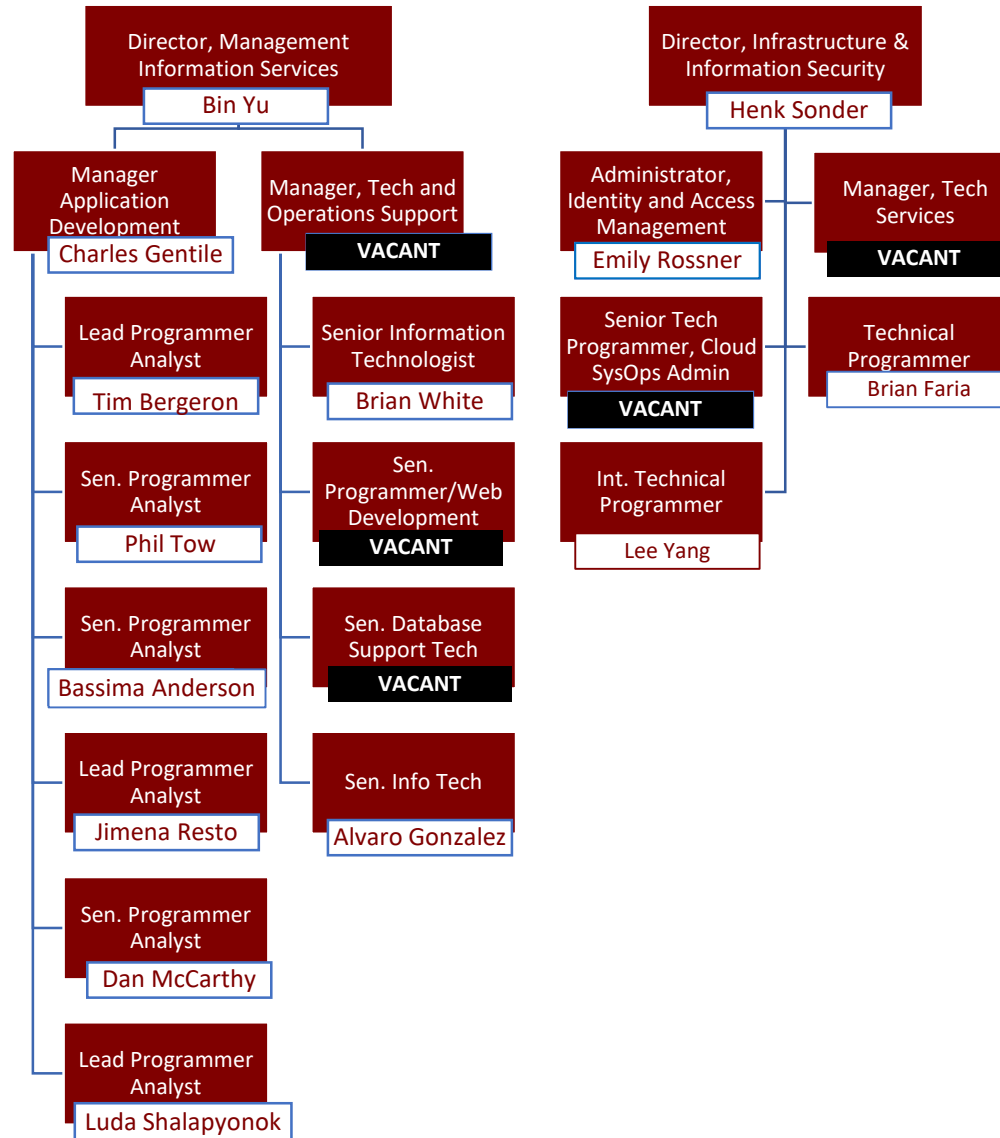 Director, Management
Information Services
Bin Yu
Manager
Application
Development
Charles Gentile
Lead Programmer
Analyst
Tim Bergeron
Sen. Programmer
Analyst
Phil Tow
Sen. Programmer
Analyst
Bassima Anderson
Lead Programmer
Analyst
Jimena Resto
Sen. Programmer
Analyst
Dan McCarthy
Lead Programmer
Analyst
Luda Shalapyonok
Manager, Tech and
Operations Support
VACANT
Senior Information
Technologist
Brian White
Sen.
Programmer/Web
Development
VACANT
Sen. Database
Support Tech
VACANT
Sen. Info Tech
Alvaro Gonzalez
Director, Infrastructure &
Information Security
Henk Sonder
Administrator,
Identity and Access
Management
Emily Rossner
Manager, Tech
Services
VACANT
Senior Tech
Programmer, Cloud
SysOps Admin
VACANT
Technical
Programmer
Brian Faria
Int. Technical
Programmer
Lee Yang